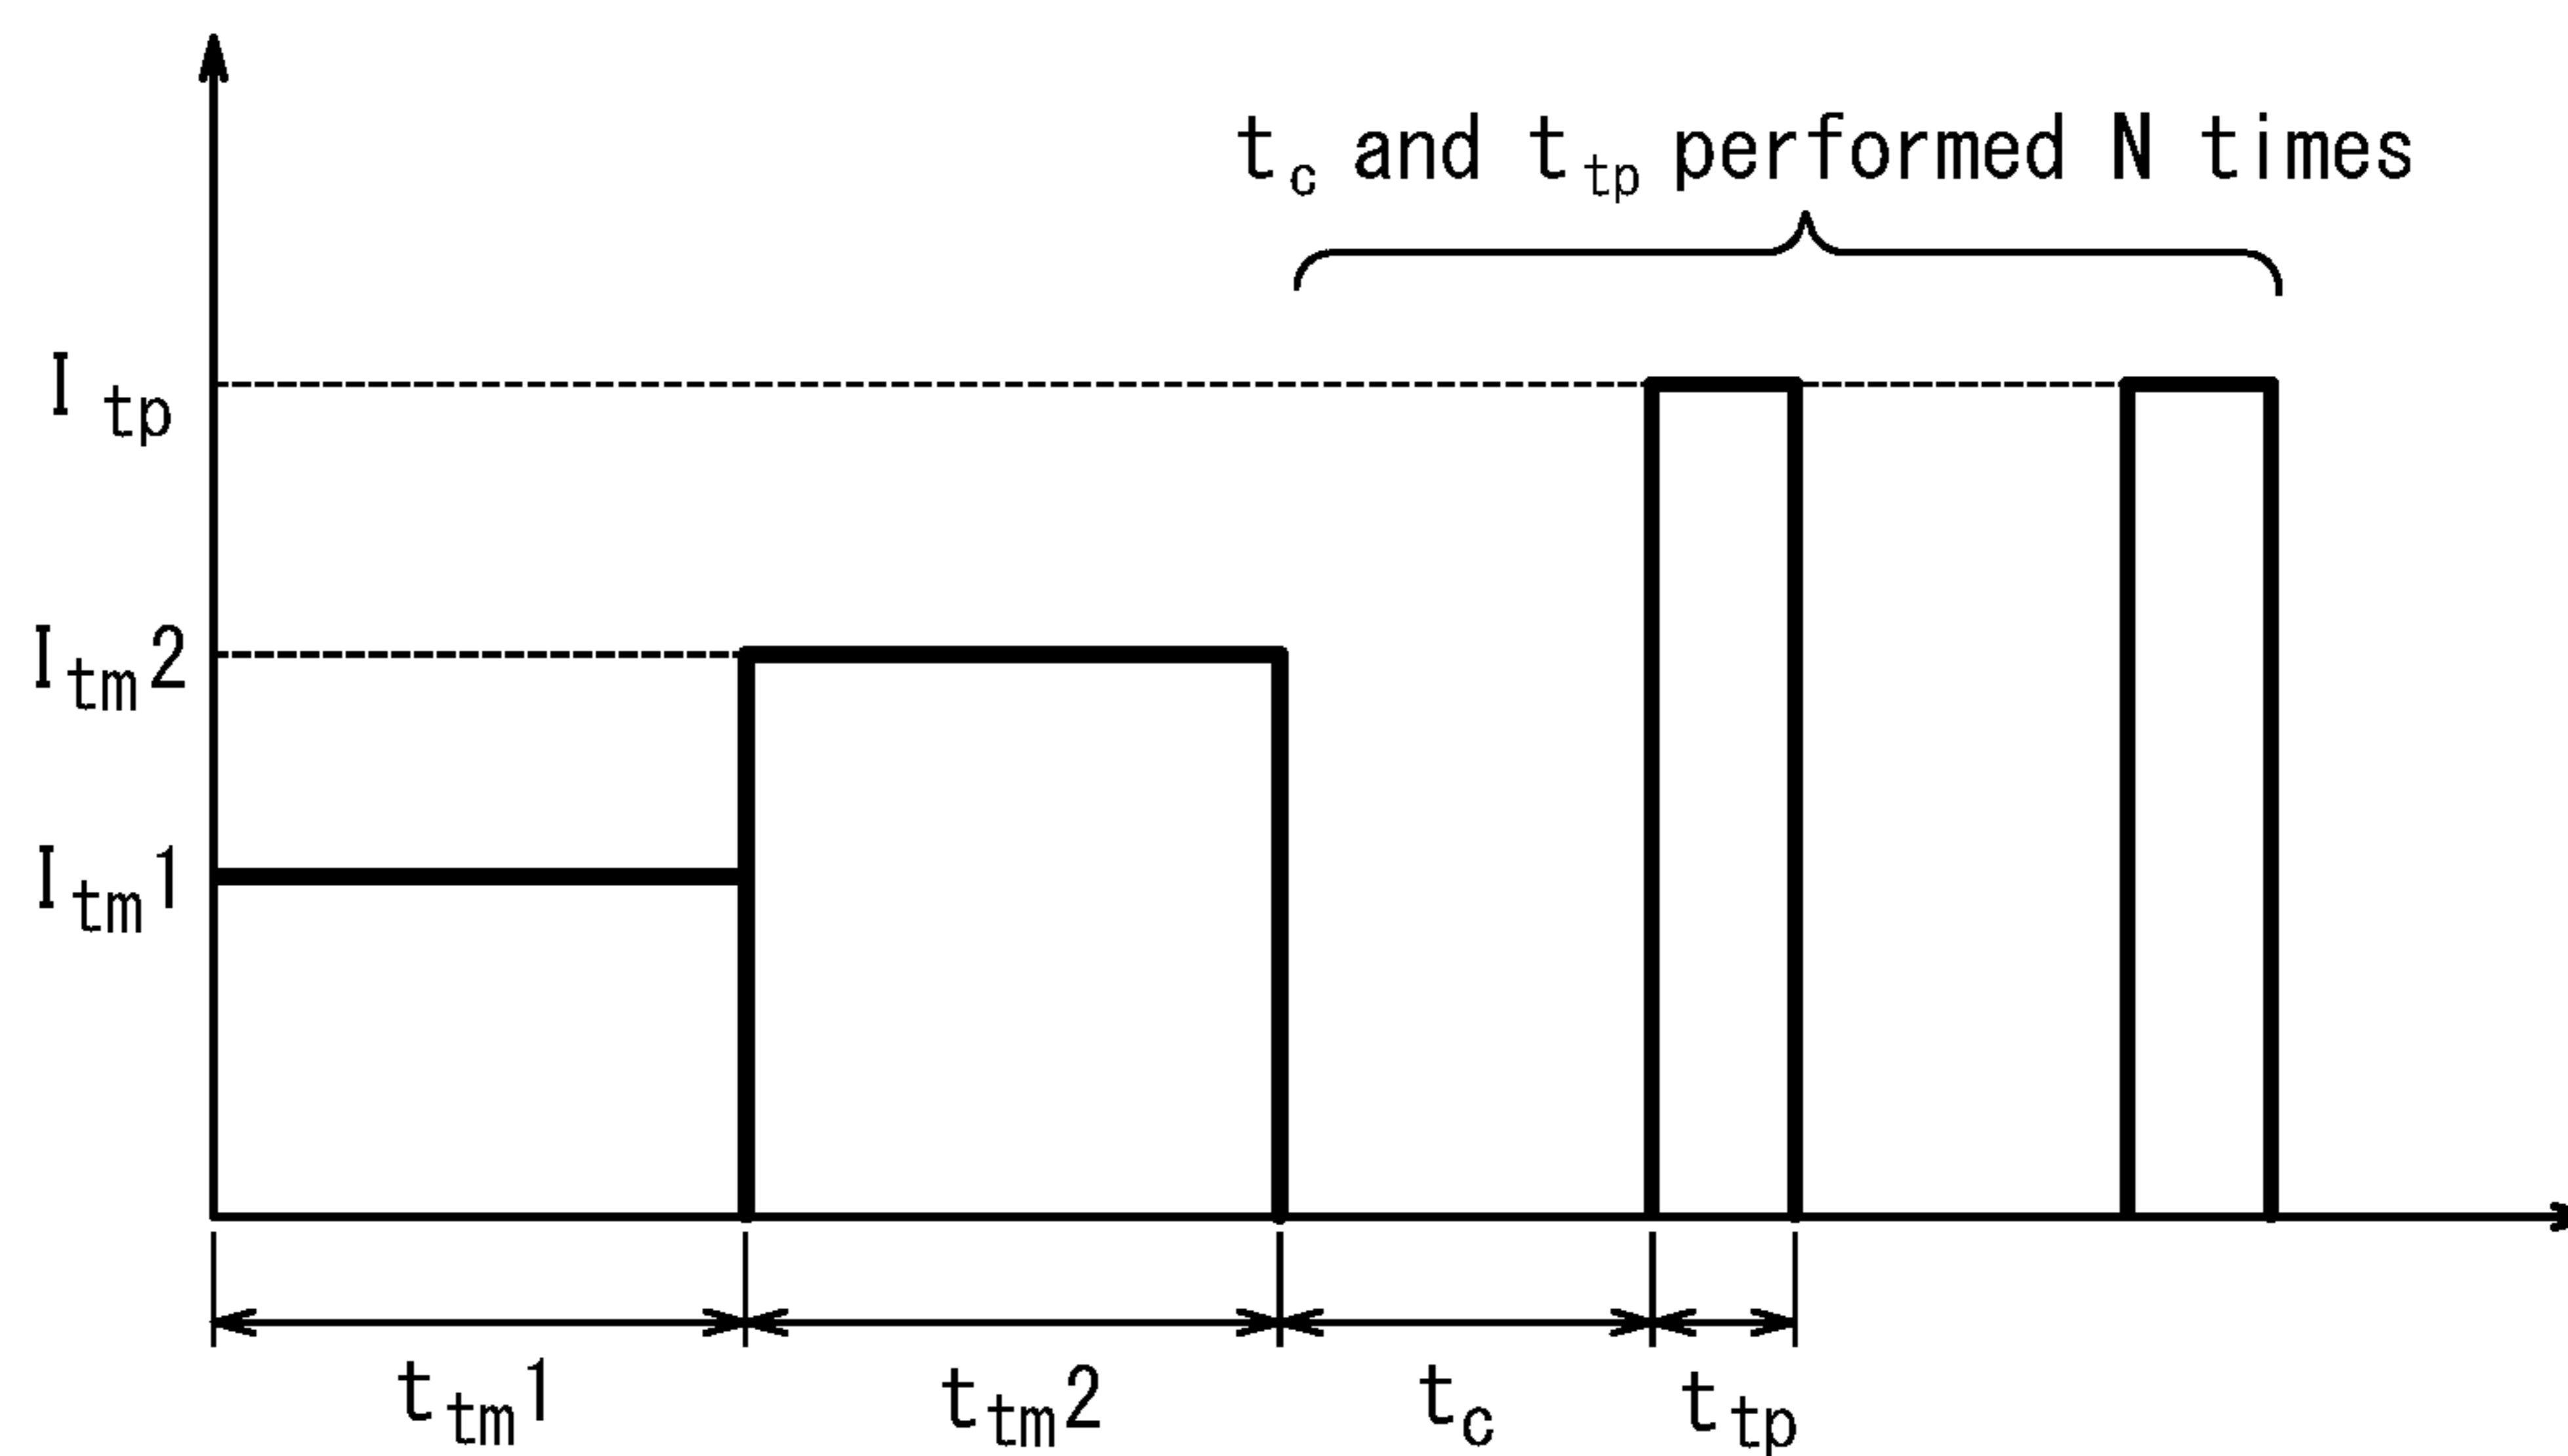 t_c and t_tp performed N times
I_tp
I_tm2
I_tm1
t_tm1 t_tm2 t_c t_tp